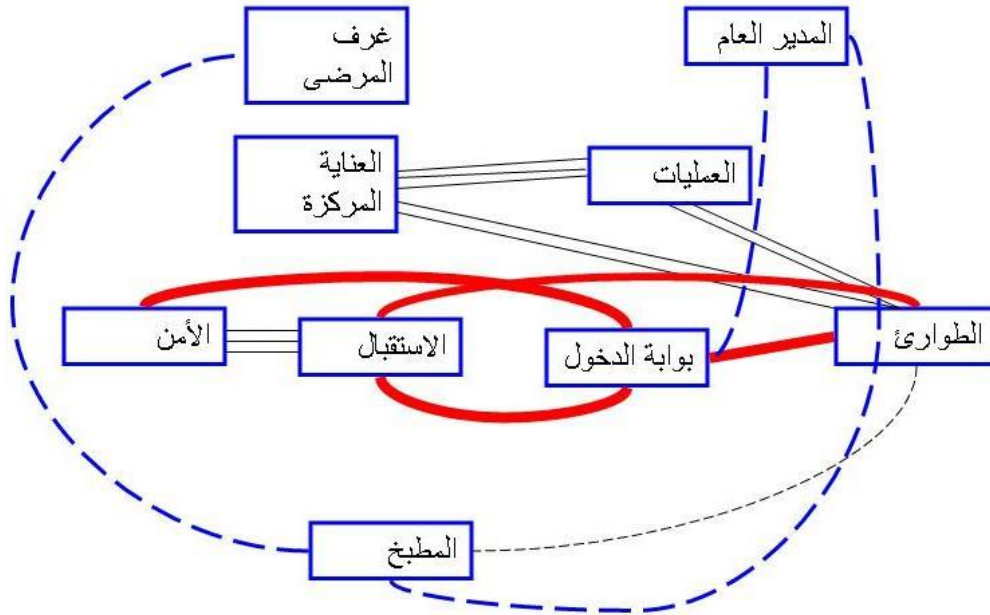 المدير العام
غرف
المرضى
العمليات
العناية
المركزة
الطوارئ
بوابة الدخول
الاستقبال
الأمن
المطبخ